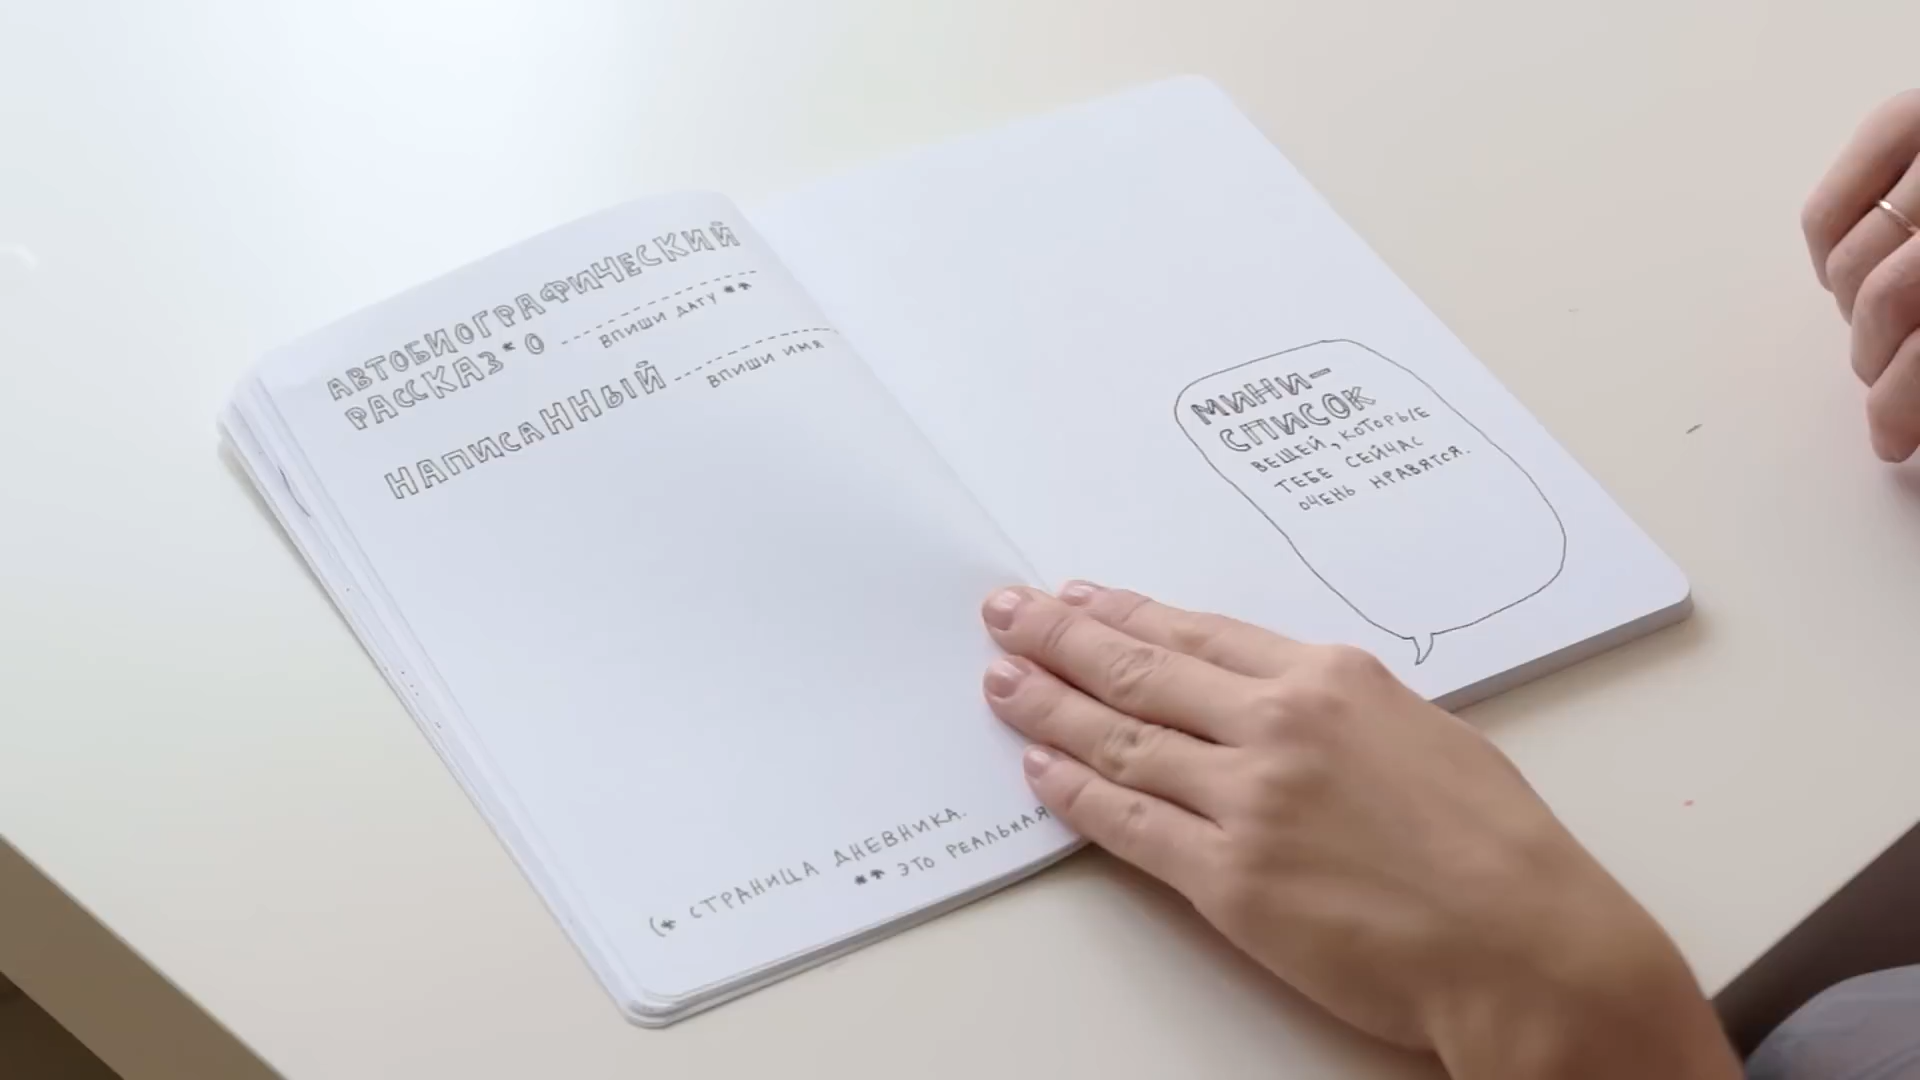 АВТОБИОГРАФИЧЕСКИЙ
РАССКАЗ* О
ВПИШИ ДАТУ **
НАПИСАННЫЙ
ВПИШИ ИМЯ
(* СТРАНИЦА ДНЕВНИКА.
** ЭТО РЕАЛЬНАЯ
МИНИ-
СПИСОК
ВЕЩЕЙ, КОТОРЫЕ
ТЕБЕ СЕЙЧАС
ОЧЕНЬ НРАВЯТСЯ.